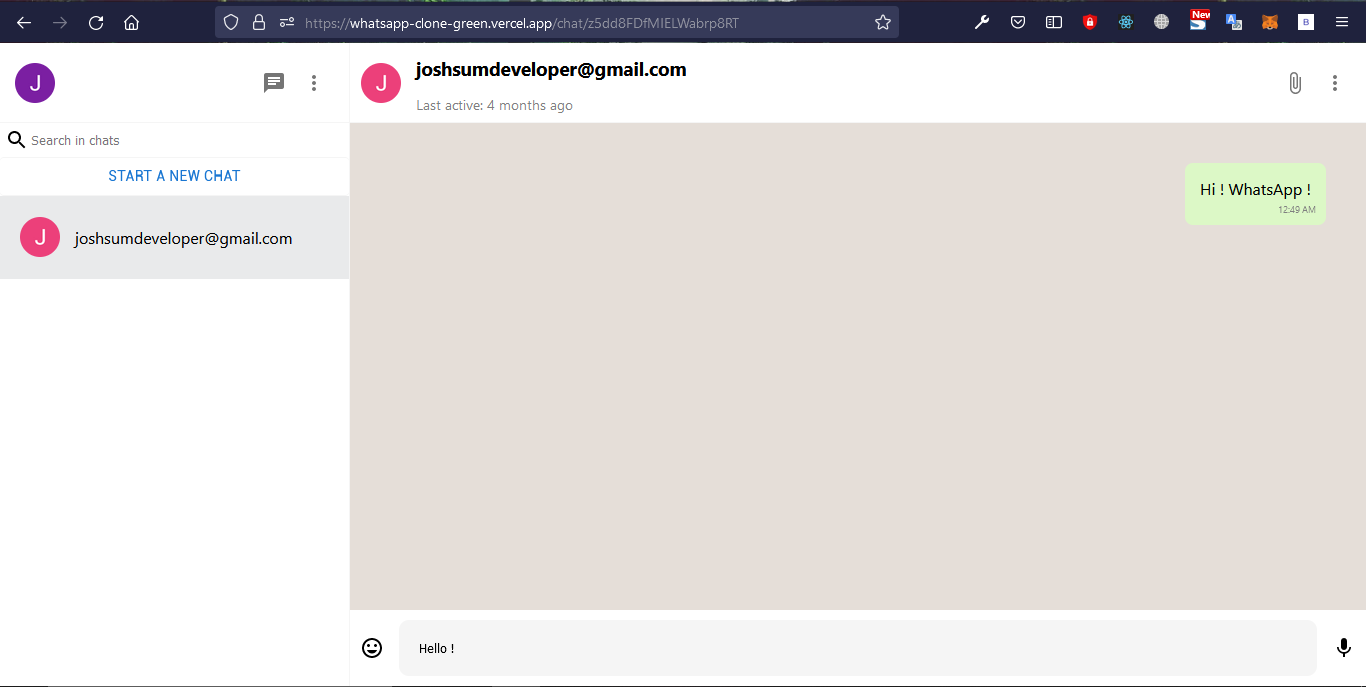 https://whatsapp-clone-green.vercel.app/chat/z5dd8FDfMIELWabrp8RT
New
S
A
B
J
J
joshsumdeveloper@gmail.com
Last active: 4 months ago
Search in chats
START A NEW CHAT
J
joshsumdeveloper@gmail.com
Hi ! WhatsApp !
12:49 AM
Hello !